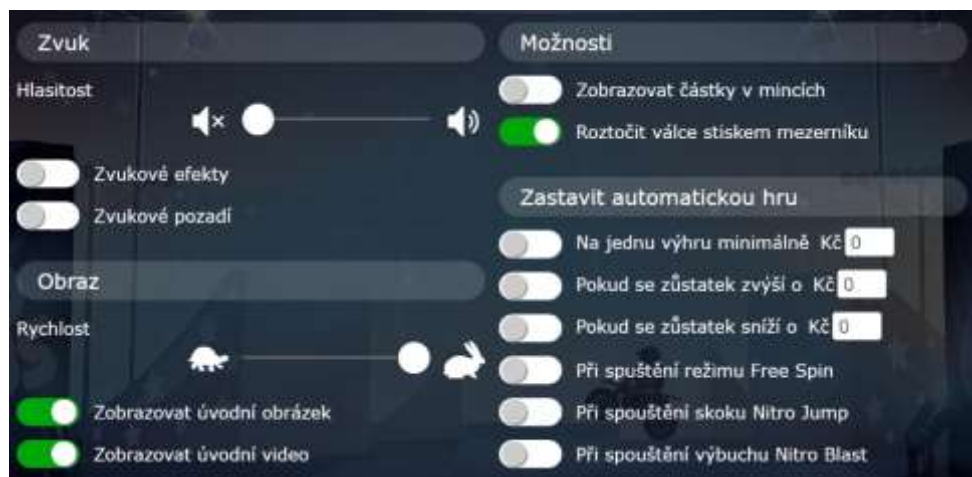 Zvuk
Hlasitost
Zvukové efekty
Zvukové pozadí
Obraz
Rychlost
Zobrazovat úvodní obrázek
Zobrazovat úvodní video
Možnosti
Zobrazovat částky v mincích
Roztočit válce stiskem mezerníku
Zastavit automatickou hru
Na jednu výhru minimálně Kč 0
Pokud se zůstatek zvýší o Kč 0
Pokud se zůstatek sníží o Kč 0
Při spuštění režimu Free Spin
Při spouštění skoku Nitro Jump
Při spouštění výbuchu Nitro Blast